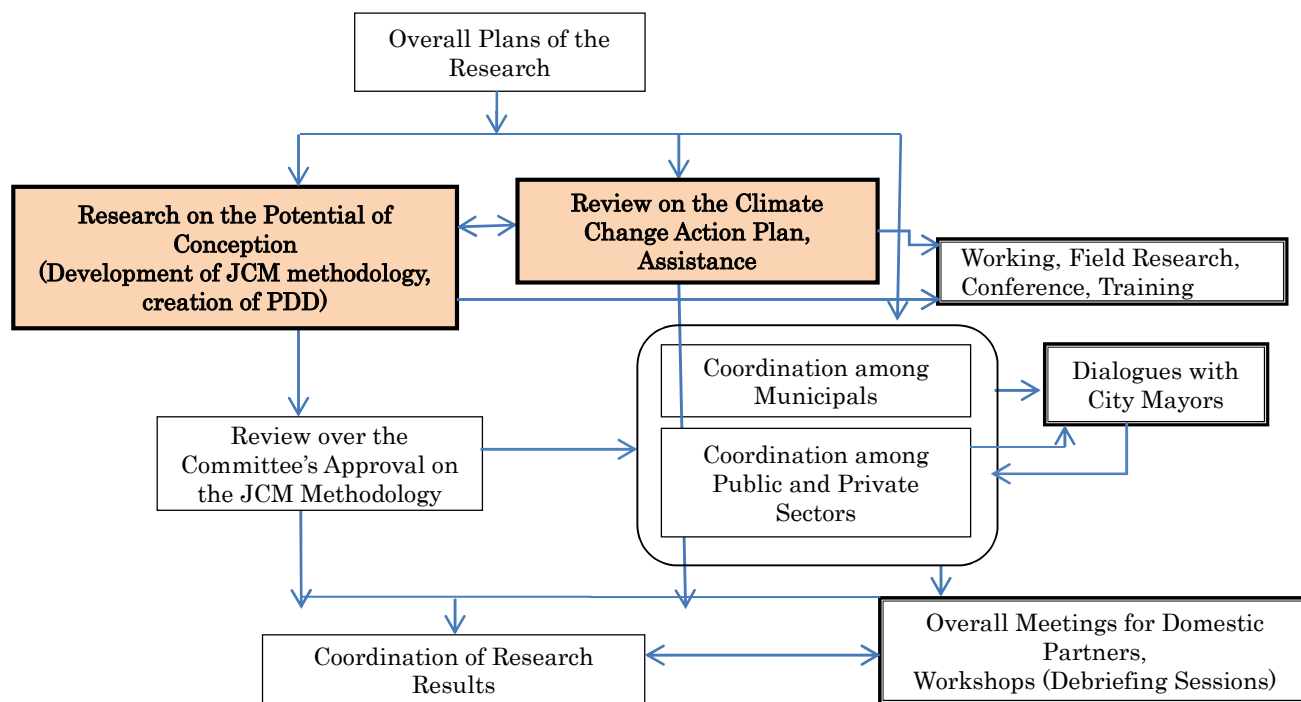 Overall Plans of the
Research
Research on the Potential of
Conception
(Development of JCM methodology,
creation of PDD)
Review on the Climate
Change Action Plan,
Assistance
Working, Field Research,
Conference, Training
Coordination among
Municipals
Dialogues with
City Mayors
Review over the
Committee’s Approval on
the JCM Methodology
Coordination among
Public and Private
Sectors
Coordination of Research
Results
Overall Meetings for Domestic
Partners,
Workshops (Debriefing Sessions)